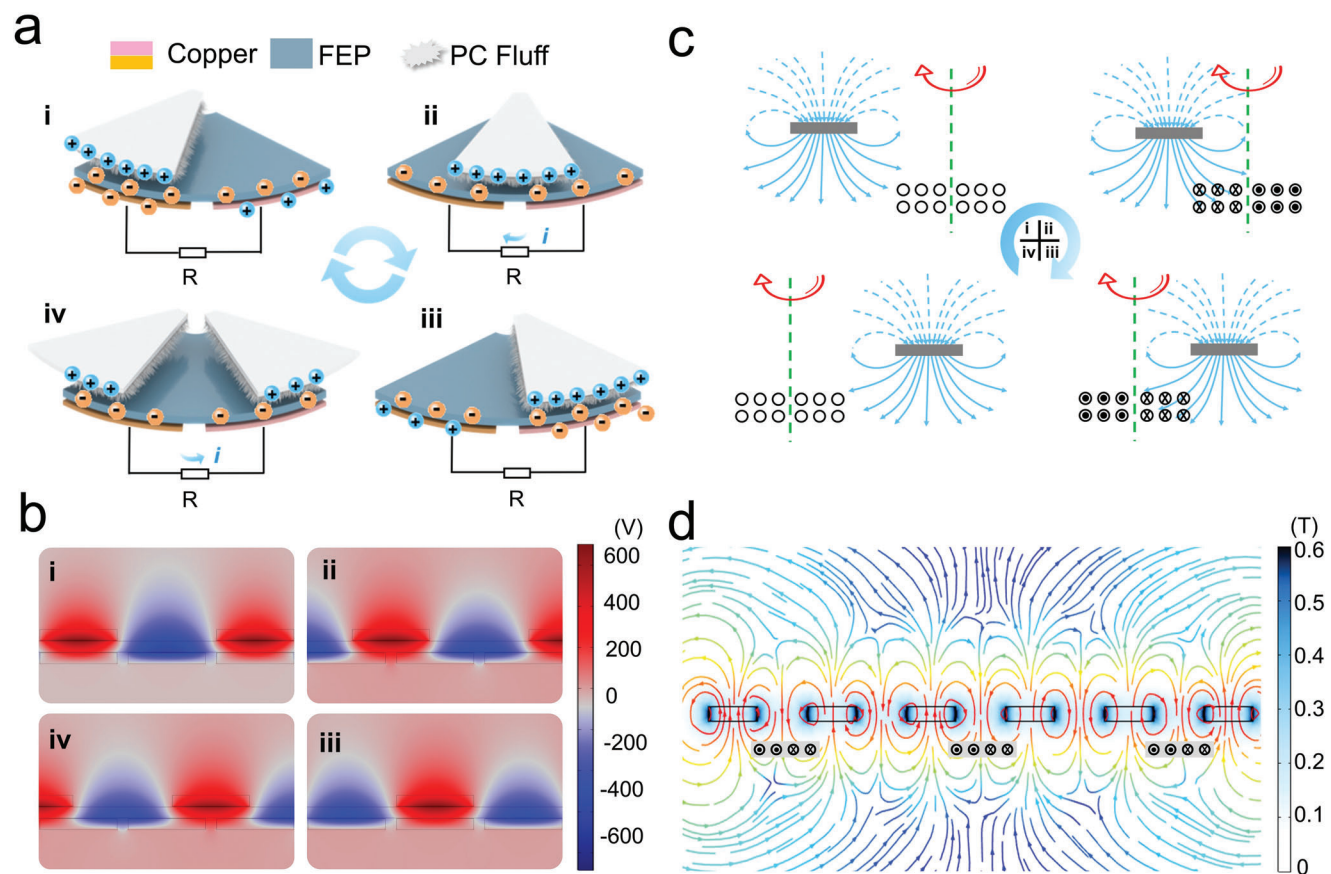 a
Copper FEP PC Fluff
i
ii
i
R
R
iv
iii
i
R
R
b
(V)
i
ii
iv
iii
600
400
200
0
-200
-400
-600
c
i ii
iv iii
d
(T)
0.6
0.5
0.4
0.3
0.2
0.1
0